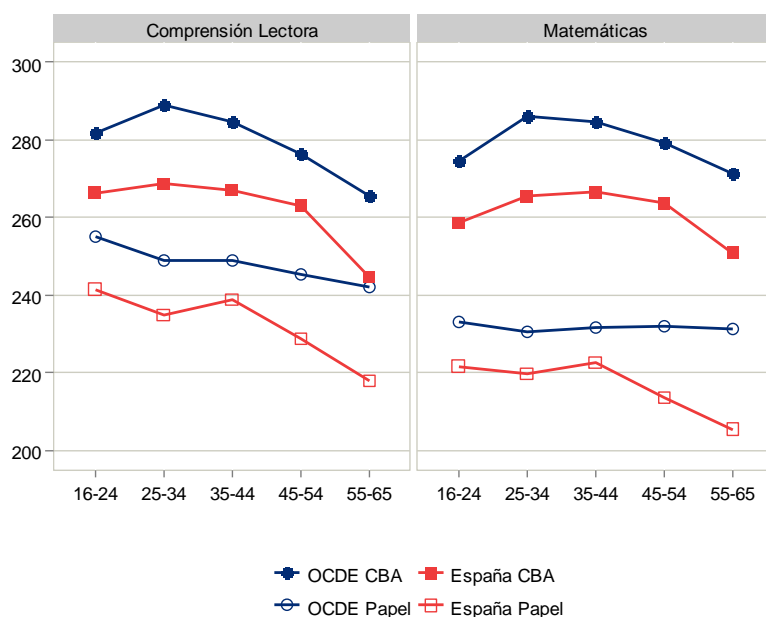 Comprensión Lectora
Matemáticas
300
280
260
240
220
200
16-24 25-34 35-44 45-54 55-65
16-24 25-34 35-44 45-54 55-65
OCDE CBA España CBA
OCDE Papel España Papel